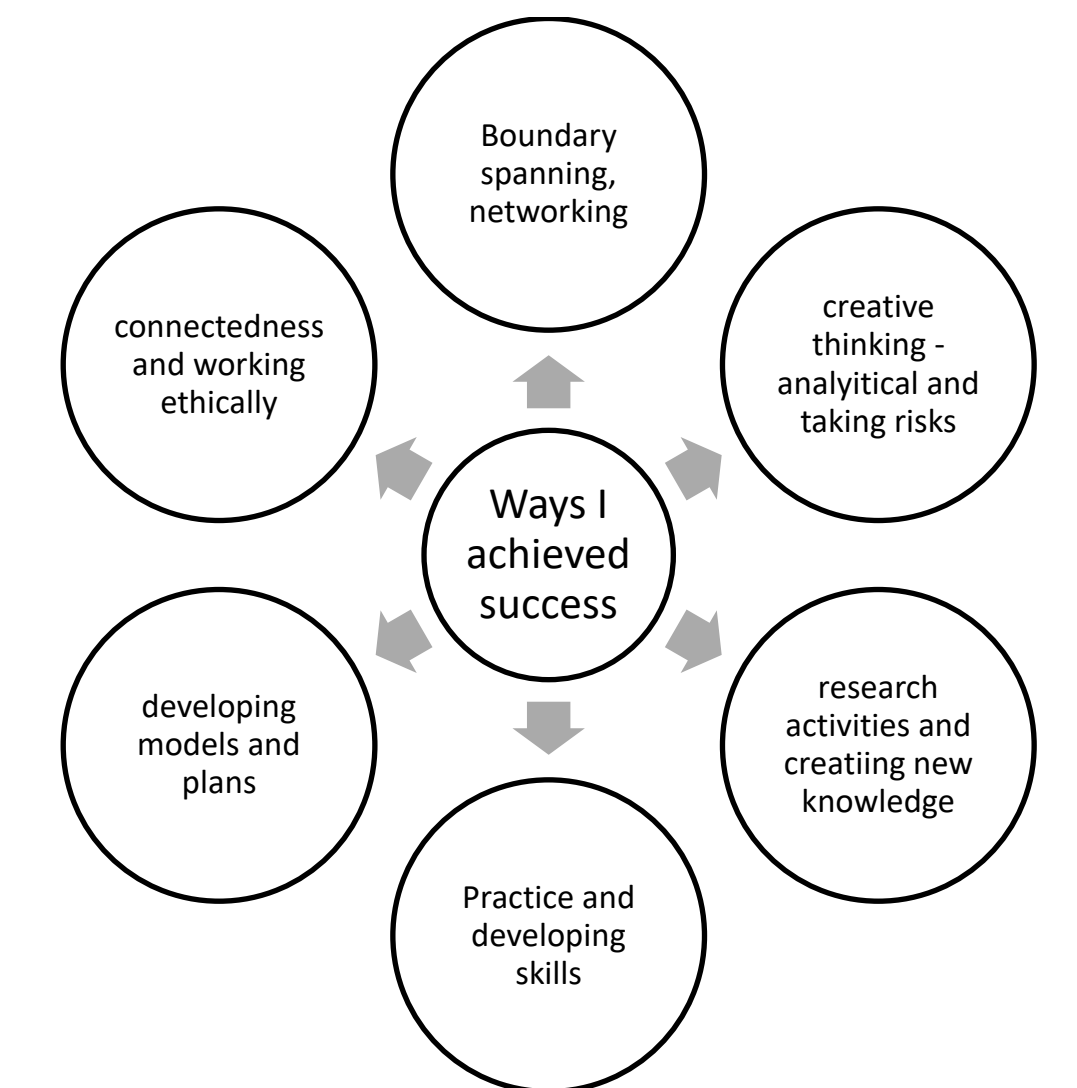 Boundary
spanning,
networking
creative
thinking -
analyitical and
taking risks
research
activities and
creatiing new
knowledge
Practice and
developing
skills
developing
models and
plans
connectedness
and working
ethically
Ways I
achieved
success